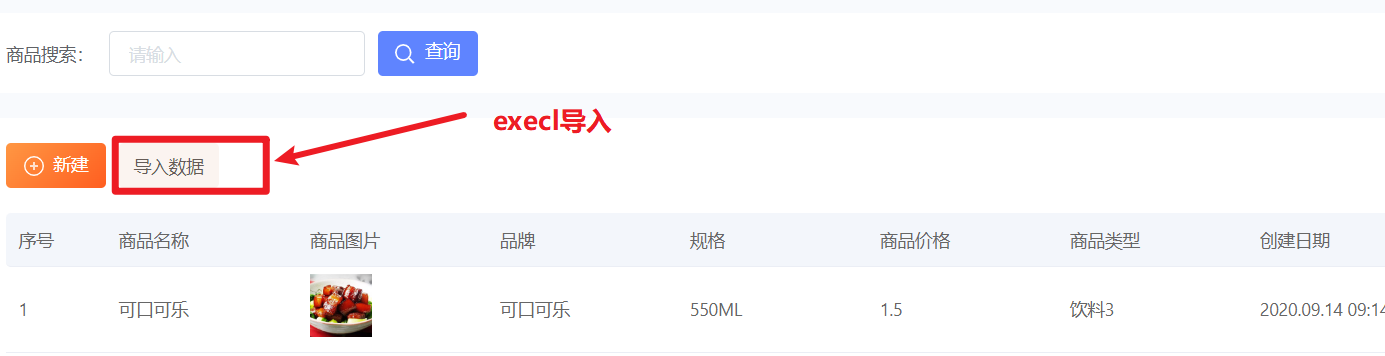 商品搜索： 请输入 查询
execl导入
新建 导入数据
序号 商品名称 商品图片 品牌 规格 商品价格 商品类型 创建日期
1 可口可乐 可口可乐 550ML 1.5 饮料3 2020.09.14 09:14